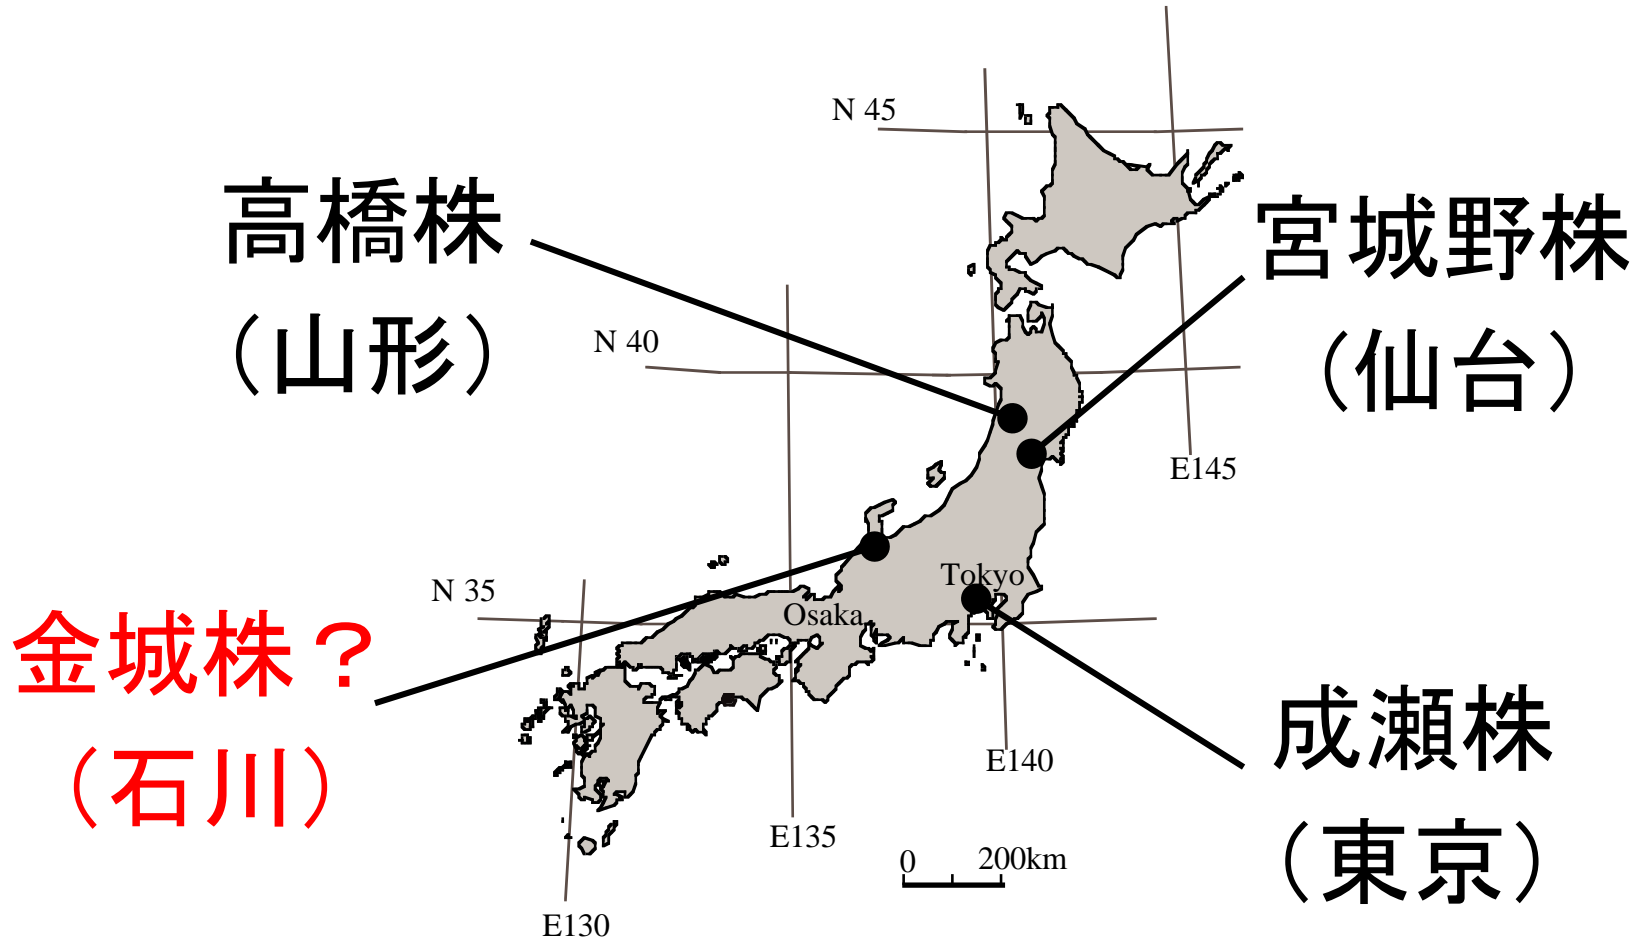 N 45
高橋株
(山形)
宮城野株
(仙台)
N 40
E145
N 35
Tokyo
Osaka
金城株？
(石川)
成瀬株
(東京)
E140
E135
0 200km
E130